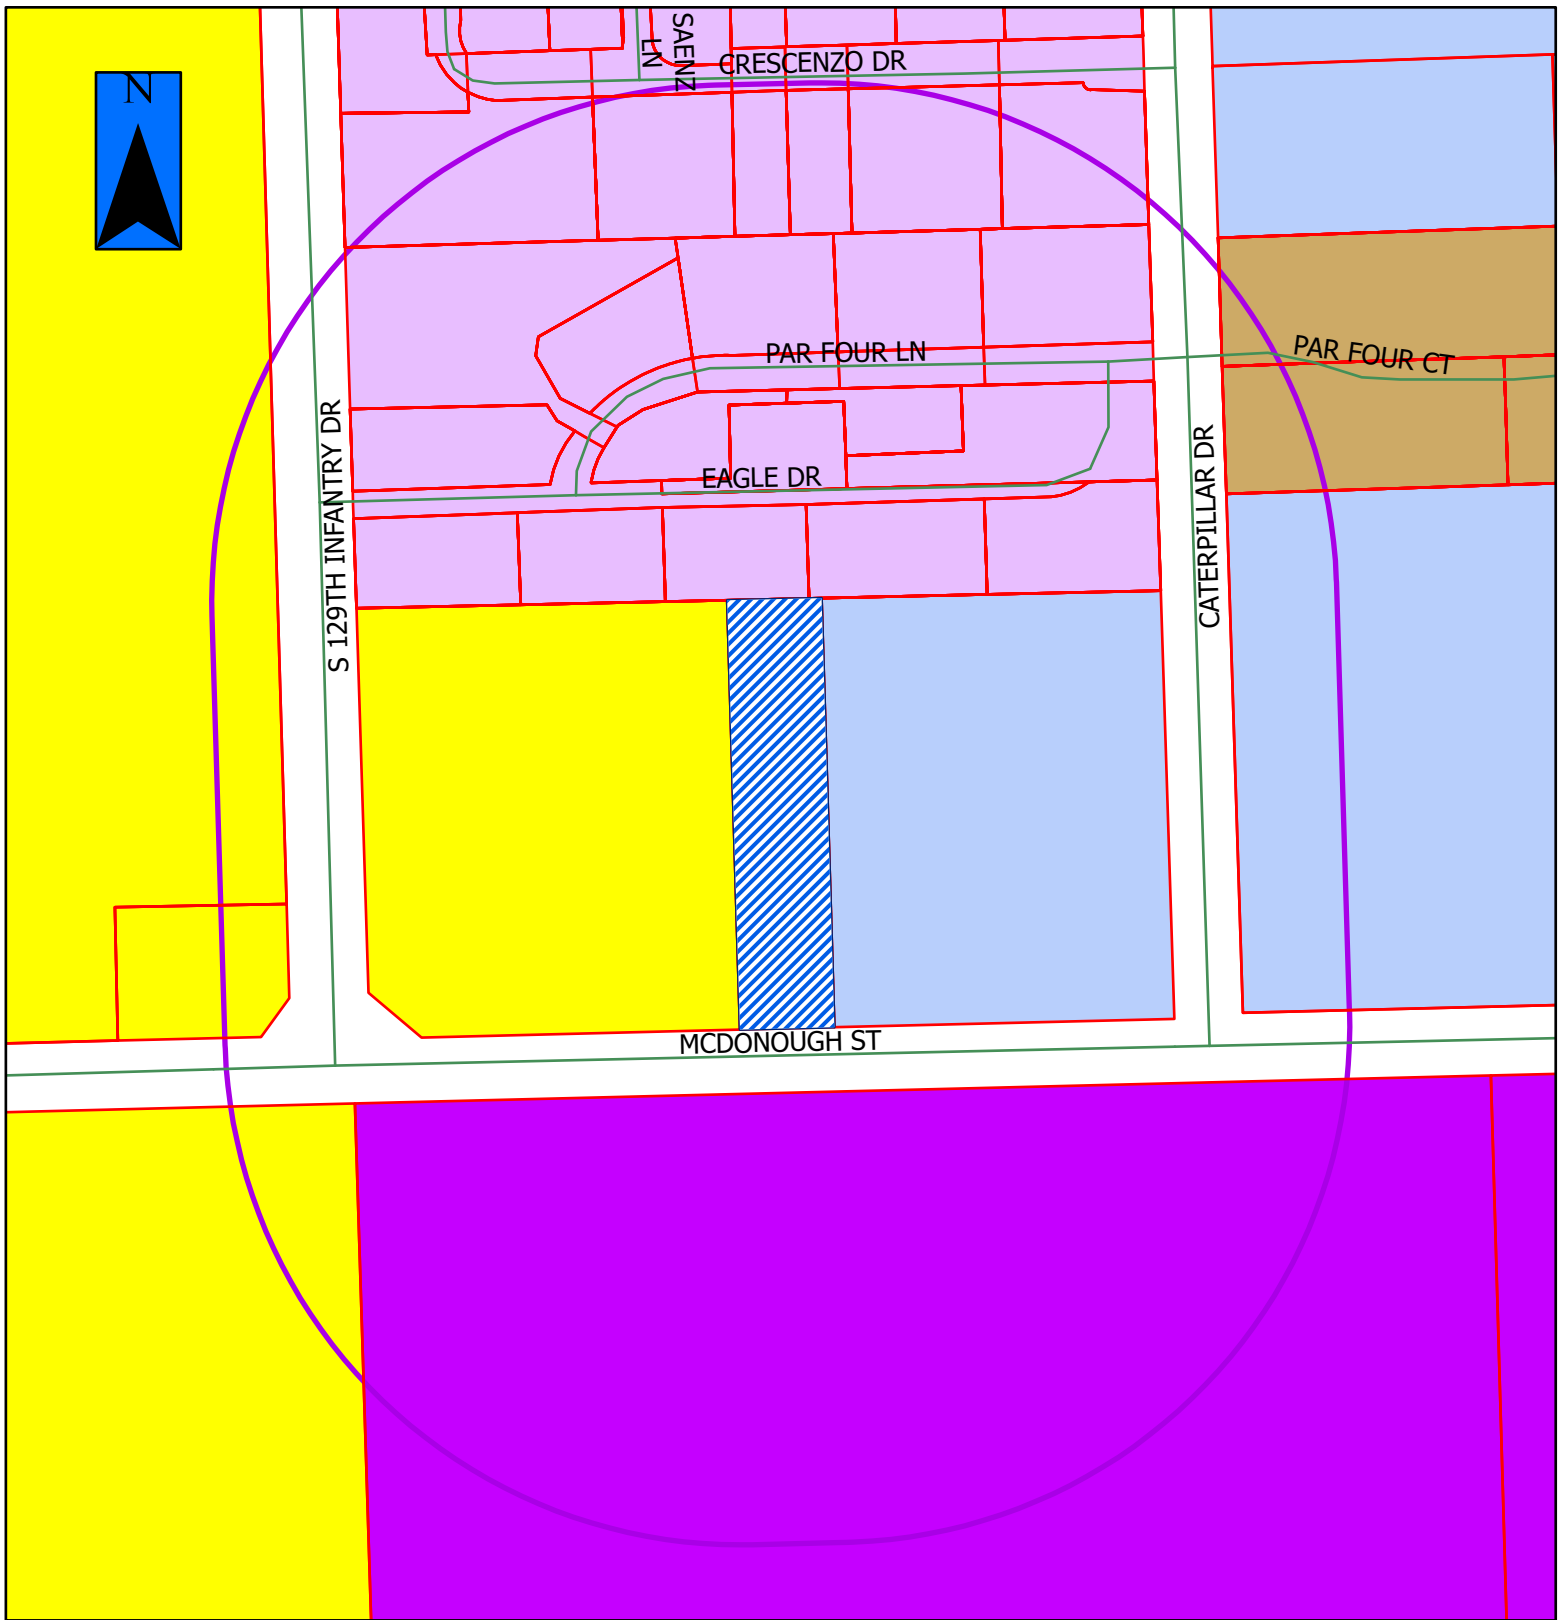 N
SAENZ
LN
CRESCENZO DR
PAR FOUR LN
PAR FOUR CT
S 129TH INFANTRY DR
EAGLE DR
CATERPILLAR DR
MCDONOUGH ST